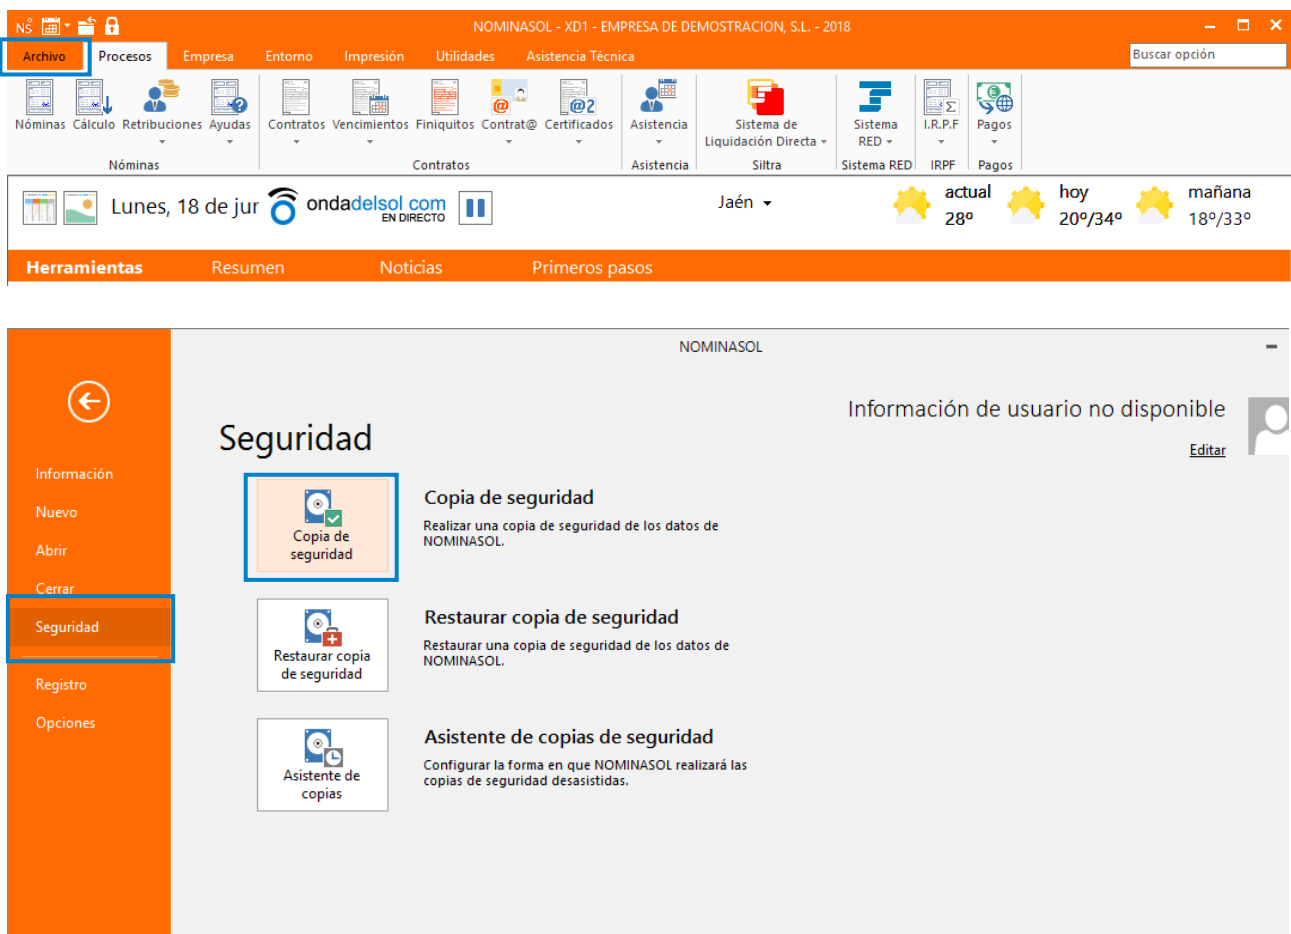 NS
NOMINASOL - XD1 - EMPRESA DE DEMOSTRACION, S.L. - 2018
Archivo Procesos Empresa Entorno Impresión Utilidades Asistencia Técnica Buscar opción
Nóminas Cálculo Retribuciones Ayudas Contratos Vencimientos Finiquitos Contrat@ Certificados Asistencia Sistema de Liquidación Directa Sistema RED I.R.P.F Pagos
Nóminas Contratos Asistencia Siltra Sistema RED IRPF Pagos
Lunes, 18 de jun
ondadelsol com
EN DIRECTO
Jaén
actual
28º
hoy
20º/34º
mañana
18º/33º
Herramientas Resumen Noticias Primeros pasos
NOMINASOL
Información de usuario no disponible
Editar
Información
Nuevo
Abrir
Cerrar
Seguridad
Registro
Opciones
Seguridad
Copia de
seguridad
Copia de seguridad
Realizar una copia de seguridad de los datos de
NOMINASOL.
Restaurar copia
de seguridad
Restaurar copia de seguridad
Restaurar una copia de seguridad de los datos de
NOMINASOL.
Asistente de
copias
Asistente de copias de seguridad
Configurar la forma en que NOMINASOL realizará las
copias de seguridad desasistidas.